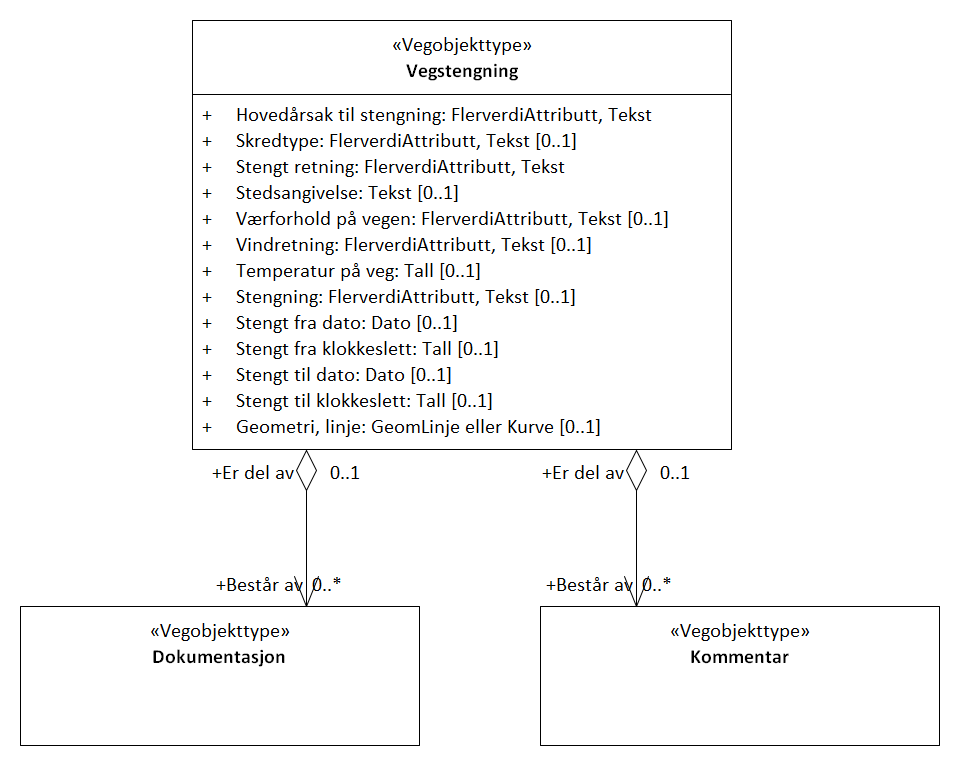 «Vegobjekttype»
Vegstengning
+ Hovedårsak til stengning: FlerverdiAttributt, Tekst
+ Skredtype: FlerverdiAttributt, Tekst [0..1]
+ Stengt retning: FlerverdiAttributt, Tekst
+ Stedsangivelse: Tekst [0..1]
+ Værforhold på vegen: FlerverdiAttributt, Tekst [0..1]
+ Vindretning: FlerverdiAttributt, Tekst [0..1]
+ Temperatur på veg: Tall [0..1]
+ Stengning: FlerverdiAttributt, Tekst [0..1]
+ Stengt fra dato: Dato [0..1]
+ Stengt fra klokkeslett: Tall [0..1]
+ Stengt til dato: Dato [0..1]
+ Stengt til klokkeslett: Tall [0..1]
+ Geometri, linje: GeomLinje eller Kurve [0..1]
+Er del av 0..1 +Er del av 0..1
+Består av 0..* +Består av 0..*
«Vegobjekttype» «Vegobjekttype»
Dokumentasjon Kommentar